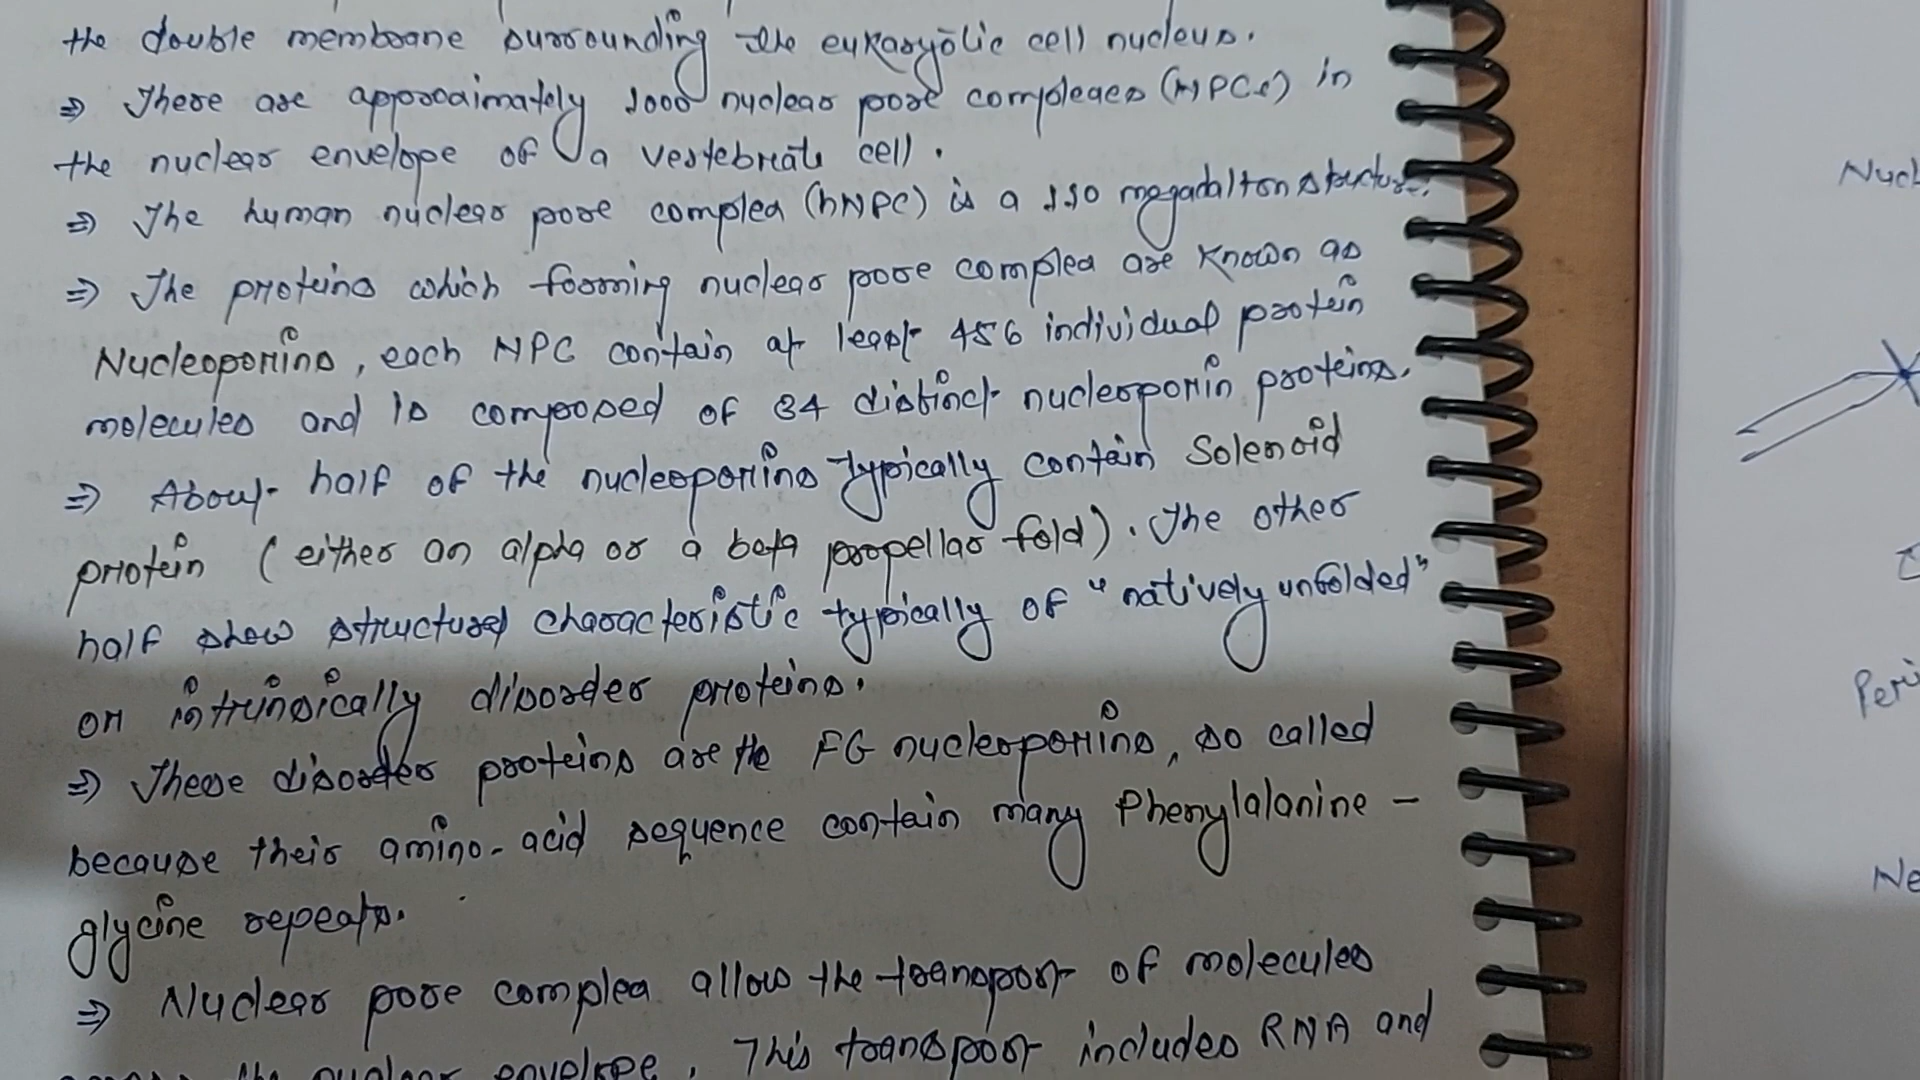 the double membrane surrounding the eukaryotic cell nucleus.
⇒ There are approximately 1000 nuclear pore complexes (NPCs) in
the nuclear envelope of a vertebrate cell.
⇒ The human nuclear pore complex (hNPC) is a 110 megadalton structure.
⇒ The proteins which forming nuclear pore complex are known as
Nucleoporins, each NPC contain at least 456 individual protein
molecules and is composed of 34 distinct nucleoporin proteins.
⇒ About half of the nucleoporins typically contain Solenoid
protein (either an alpha or a beta propellar fold). The other
half show structural characteristic typically of "natively unfolded"
or intrinsically disorder proteins.
⇒ These disorder proteins are the FG nucleoporins, so called
because their amino-acid sequence contain many Phenylalanine -
glycine repeats.
⇒ Nuclear pore complex allow the transport of molecules
the nuclear envelope. This transport includes RNA and
Nucl
Peri
Ne